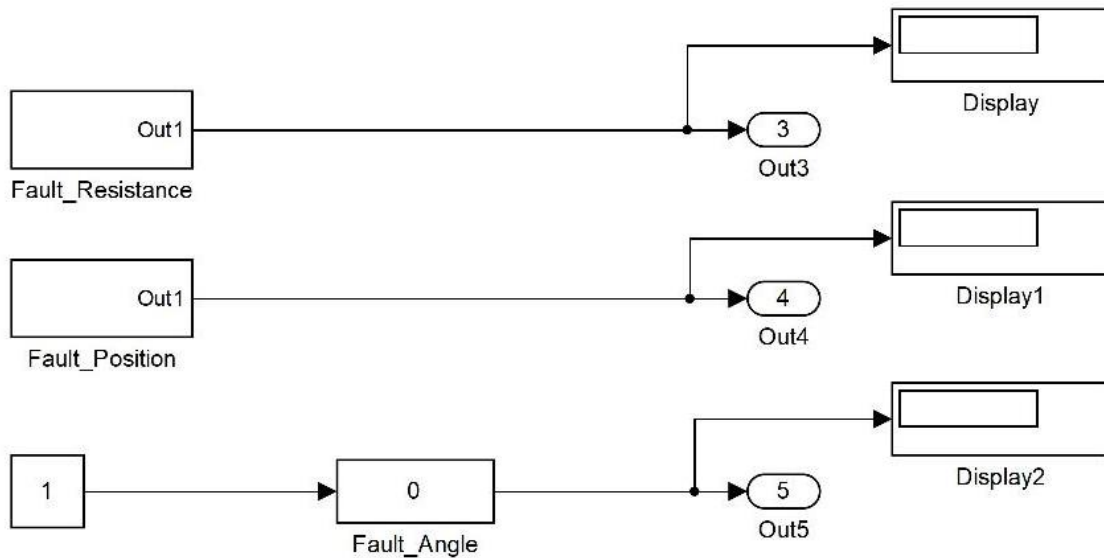 Display
Out1
3
Fault_Resistance
Out3
Out1
4
Display1
Fault_Position
Out4
1
0
5
Display2
Fault_Angle
Out5